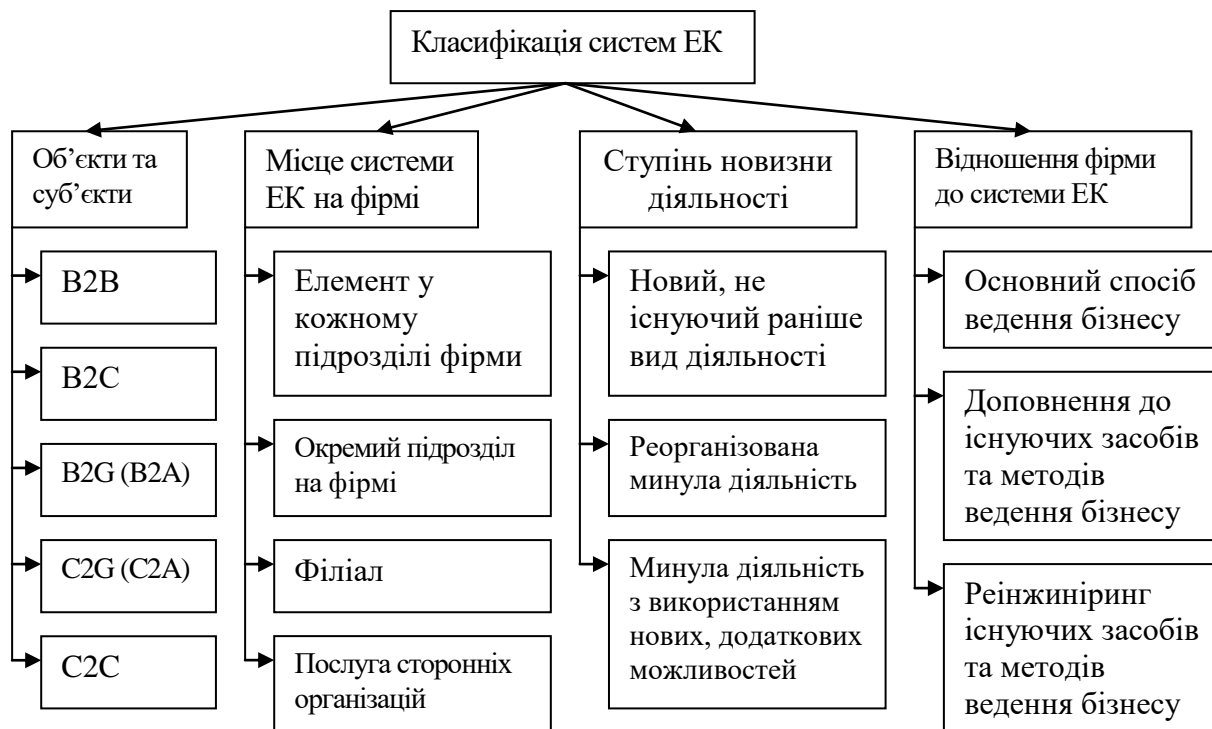 Класифікація систем ЕК
Об’єкти та
суб’єкти
B2B
B2C
B2G (B2A)
C2G (C2A)
C2C
Місце системи
ЕК на фірмі
Елемент у
кожному
підрозділі фірми
Окремий підрозділ
на фірмі
Філіал
Послуга сторонніх
організацій
Ступінь новизни
діяльності
Новий, не
існуючий раніше
вид діяльності
Реорганізована
минула діяльність
Минула діяльність
з використанням
нових, додаткових
можливостей
Відношення фірми
до системи ЕК
Основний спосіб
ведення бізнесу
Доповнення до
існуючих засобів
та методів
ведення бізнесу
Реінжиніринг
існуючих засобів
та методів
ведення бізнесу